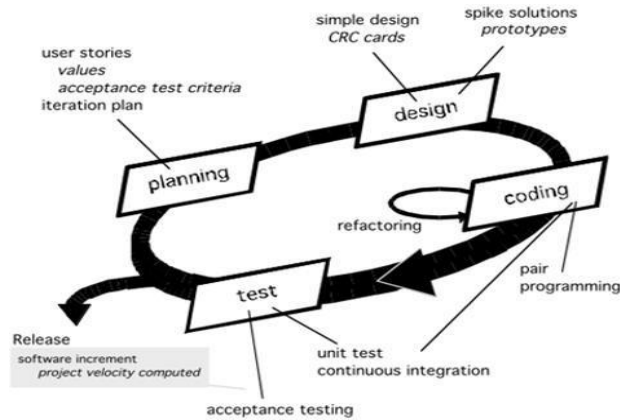 simple design
CRC cards
spike solutions
prototypes
user stories
values
acceptance test criteria
iteration plan
design
planning
coding
refactoring
test
pair
programming
Release
software increment
project velocity computed
unit test
continuous integration
acceptance testing